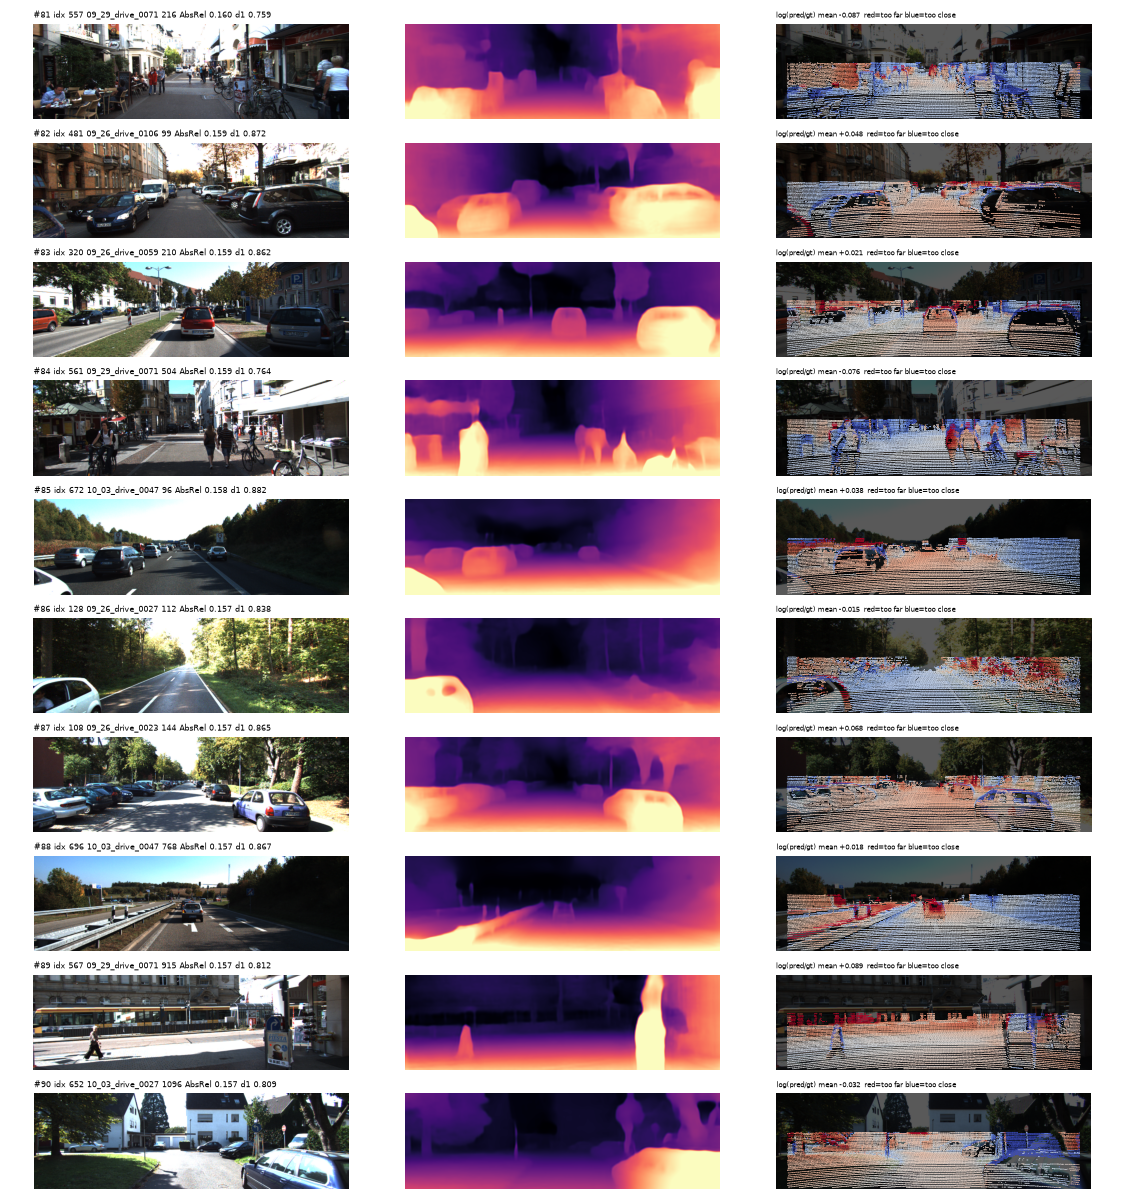 #81 idx 557 09_29_drive_0071 216 AbsRel 0.160 d1 0.759
log(pred/gt) mean -0.087 red=too far blue=too close
#82 idx 481 09_26_drive_0106 99 AbsRel 0.159 d1 0.872
log(pred/gt) mean +0.048 red=too far blue=too close
#83 idx 320 09_26_drive_0059 210 AbsRel 0.159 d1 0.862
log(pred/gt) mean +0.021 red=too far blue=too close
#84 idx 561 09_29_drive_0071 504 AbsRel 0.159 d1 0.764
log(pred/gt) mean -0.076 red=too far blue=too close
#85 idx 672 10_03_drive_0047 96 AbsRel 0.158 d1 0.882
log(pred/gt) mean +0.038 red=too far blue=too close
#86 idx 128 09_26_drive_0027 112 AbsRel 0.157 d1 0.838
log(pred/gt) mean -0.015 red=too far blue=too close
#87 idx 108 09_26_drive_0023 144 AbsRel 0.157 d1 0.865
log(pred/gt) mean +0.068 red=too far blue=too close
#88 idx 696 10_03_drive_0047 768 AbsRel 0.157 d1 0.867
log(pred/gt) mean +0.018 red=too far blue=too close
#89 idx 567 09_29_drive_0071 915 AbsRel 0.157 d1 0.812
log(pred/gt) mean +0.089 red=too far blue=too close
#90 idx 652 10_03_drive_0027 1096 AbsRel 0.157 d1 0.809
log(pred/gt) mean -0.032 red=too far blue=too close